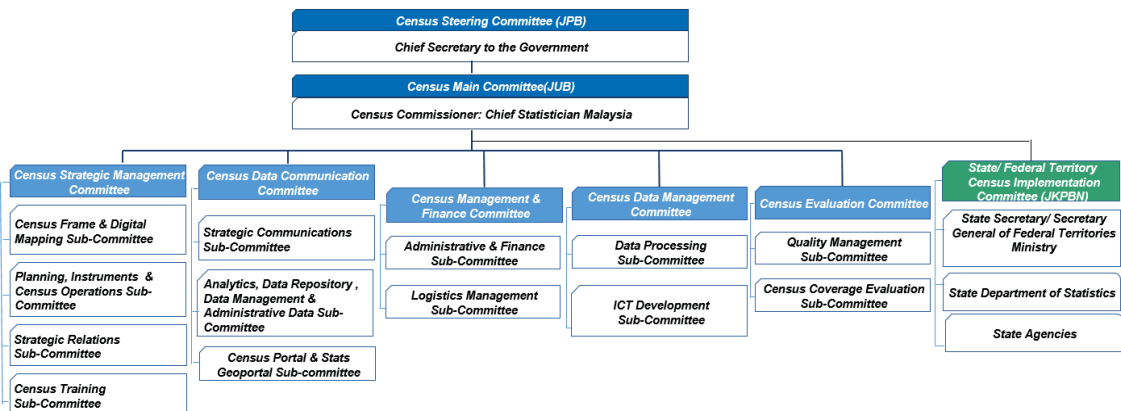 Census Steering Committee (JPB)
Chief Secretary to the Government
Census Main Committee(JUB)
Census Commissioner: Chief Statistician Malaysia
Census Strategic Management
Committee
Census Frame & Digital
Mapping Sub-Committee
Planning, Instruments &
Census Operations Sub-
Committee
Strategic Relations
Sub-Committee
Census Training
Sub-Committee
Census Data Communication
Committee
Strategic Communications
Sub-Committee
Analytics, Data Repository ,
Data Management &
Administrative Data Sub-
Committee
Census Portal & Stats
Geoportal Sub-committee
Census Management &
Finance Committee
Administrative & Finance
Sub-Committee
Logistics Management
Sub-Committee
Census Data Management
Committee
Data Processing
Sub-Committee
ICT Development
Sub-Committee
Census Evaluation Committee
Quality Management
Sub-Committee
Census Coverage Evaluation
Sub-Committee
State/ Federal Territory
Census Implementation
Committee (JKPBN)
State Secretary/ Secretary
General of Federal Territories
Ministry
State Department of Statistics
State Agencies